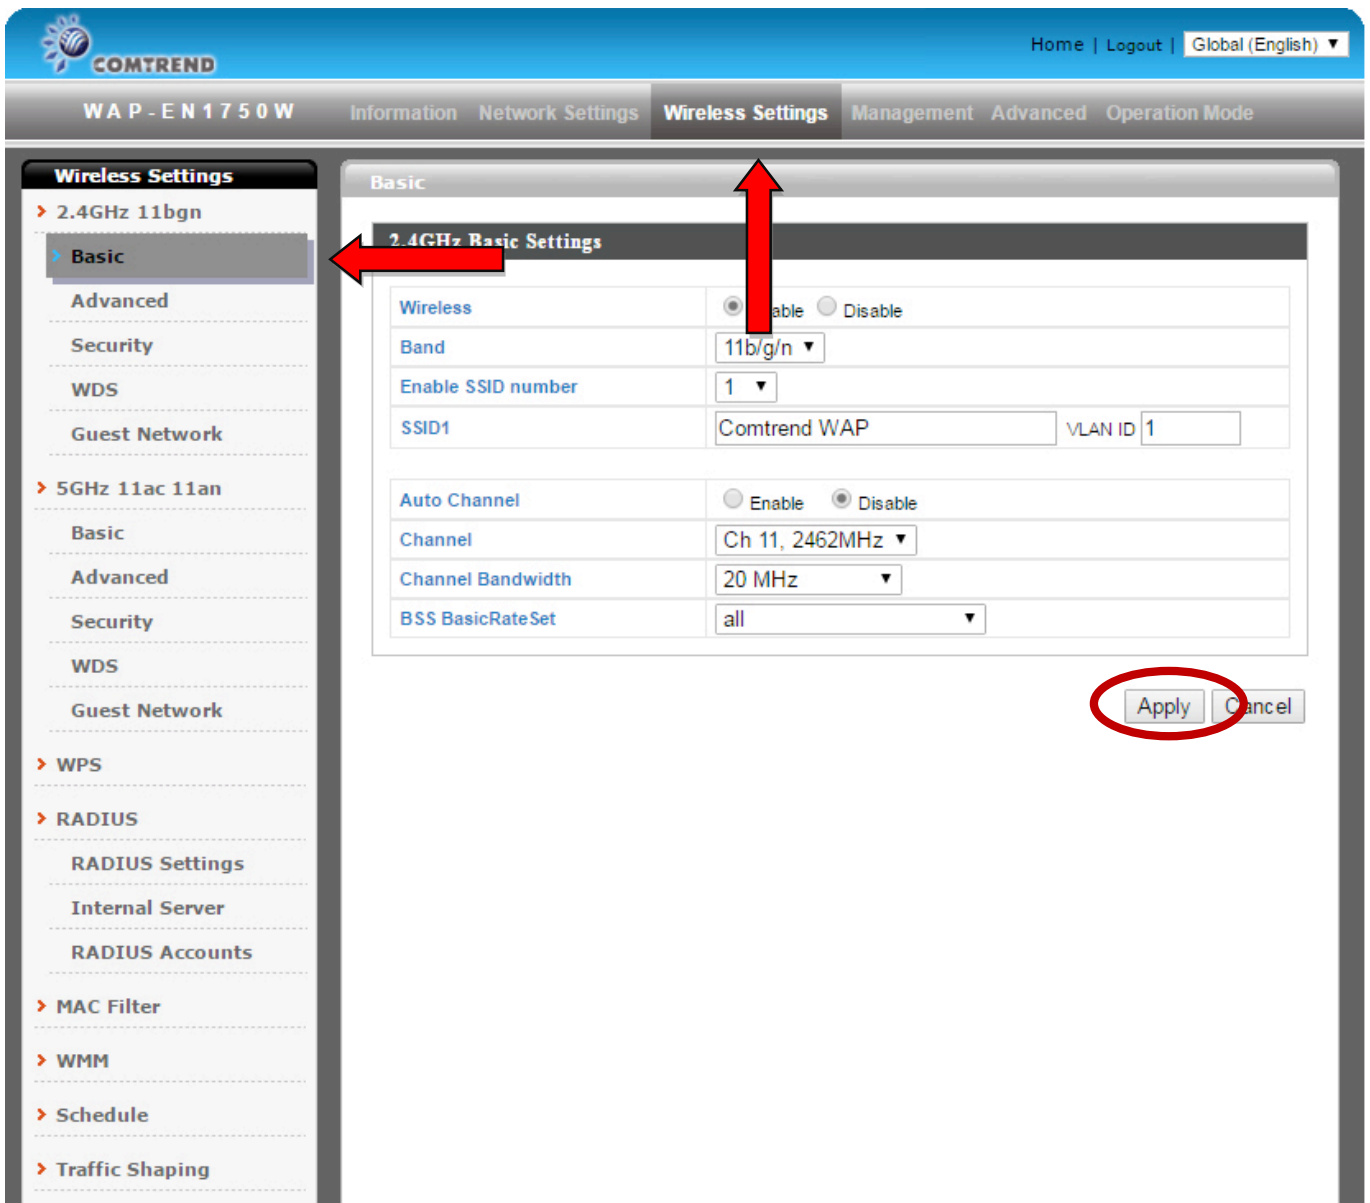 COMTREND
Home | Logout | Global (English)
WAP-EN1750W Information Network Settings Wireless Settings Management Advanced Operation Mode
Wireless Settings
2.4GHz 11bgn
Basic
Advanced
Security
WDS
Guest Network
5GHz 11ac 11an
Basic
Advanced
Security
WDS
Guest Network
WPS
RADIUS
RADIUS Settings
Internal Server
RADIUS Accounts
MAC Filter
WMM
Schedule
Traffic Shaping
Basic
2.4GHz Basic Settings
Wireless Disable
Band 11b/g/n
Enable SSID number 1
SSID1 Comtrend WAP VLAN ID 1
Auto Channel Enable Disable
Channel Ch 11, 2462MHz
Channel Bandwidth 20 MHz
BSS BasicRateSet all
Apply Cancel